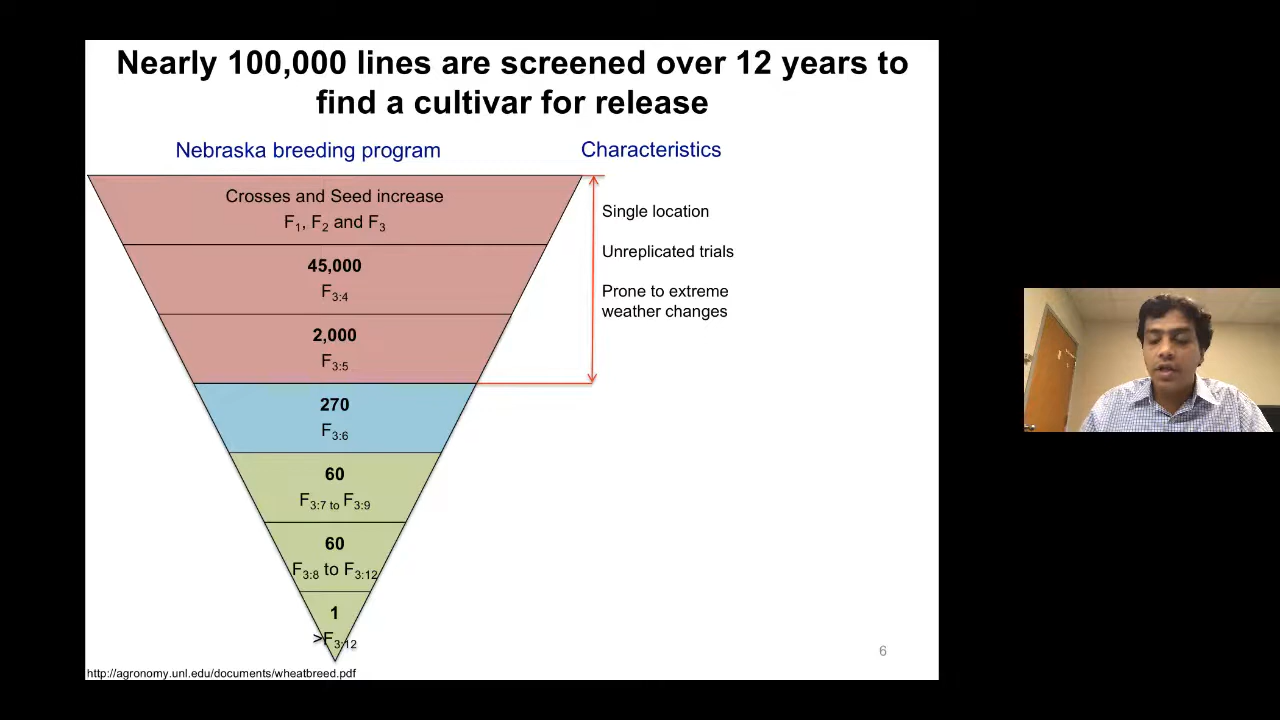 Nearly 100,000 lines are screened over 12 years to
find a cultivar for release
Nebraska breeding program
Characteristics
Crosses and Seed increase
F1, F2 and F3
45,000
F3:4
2,000
F3:5
270
F3:6
60
F3:7 to F3:9
60
F3:8 to F3:12
1
>F3:12
Single location
Unreplicated trials
Prone to extreme
weather changes
6
http://agronomy.unl.edu/documents/wheatbreed.pdf